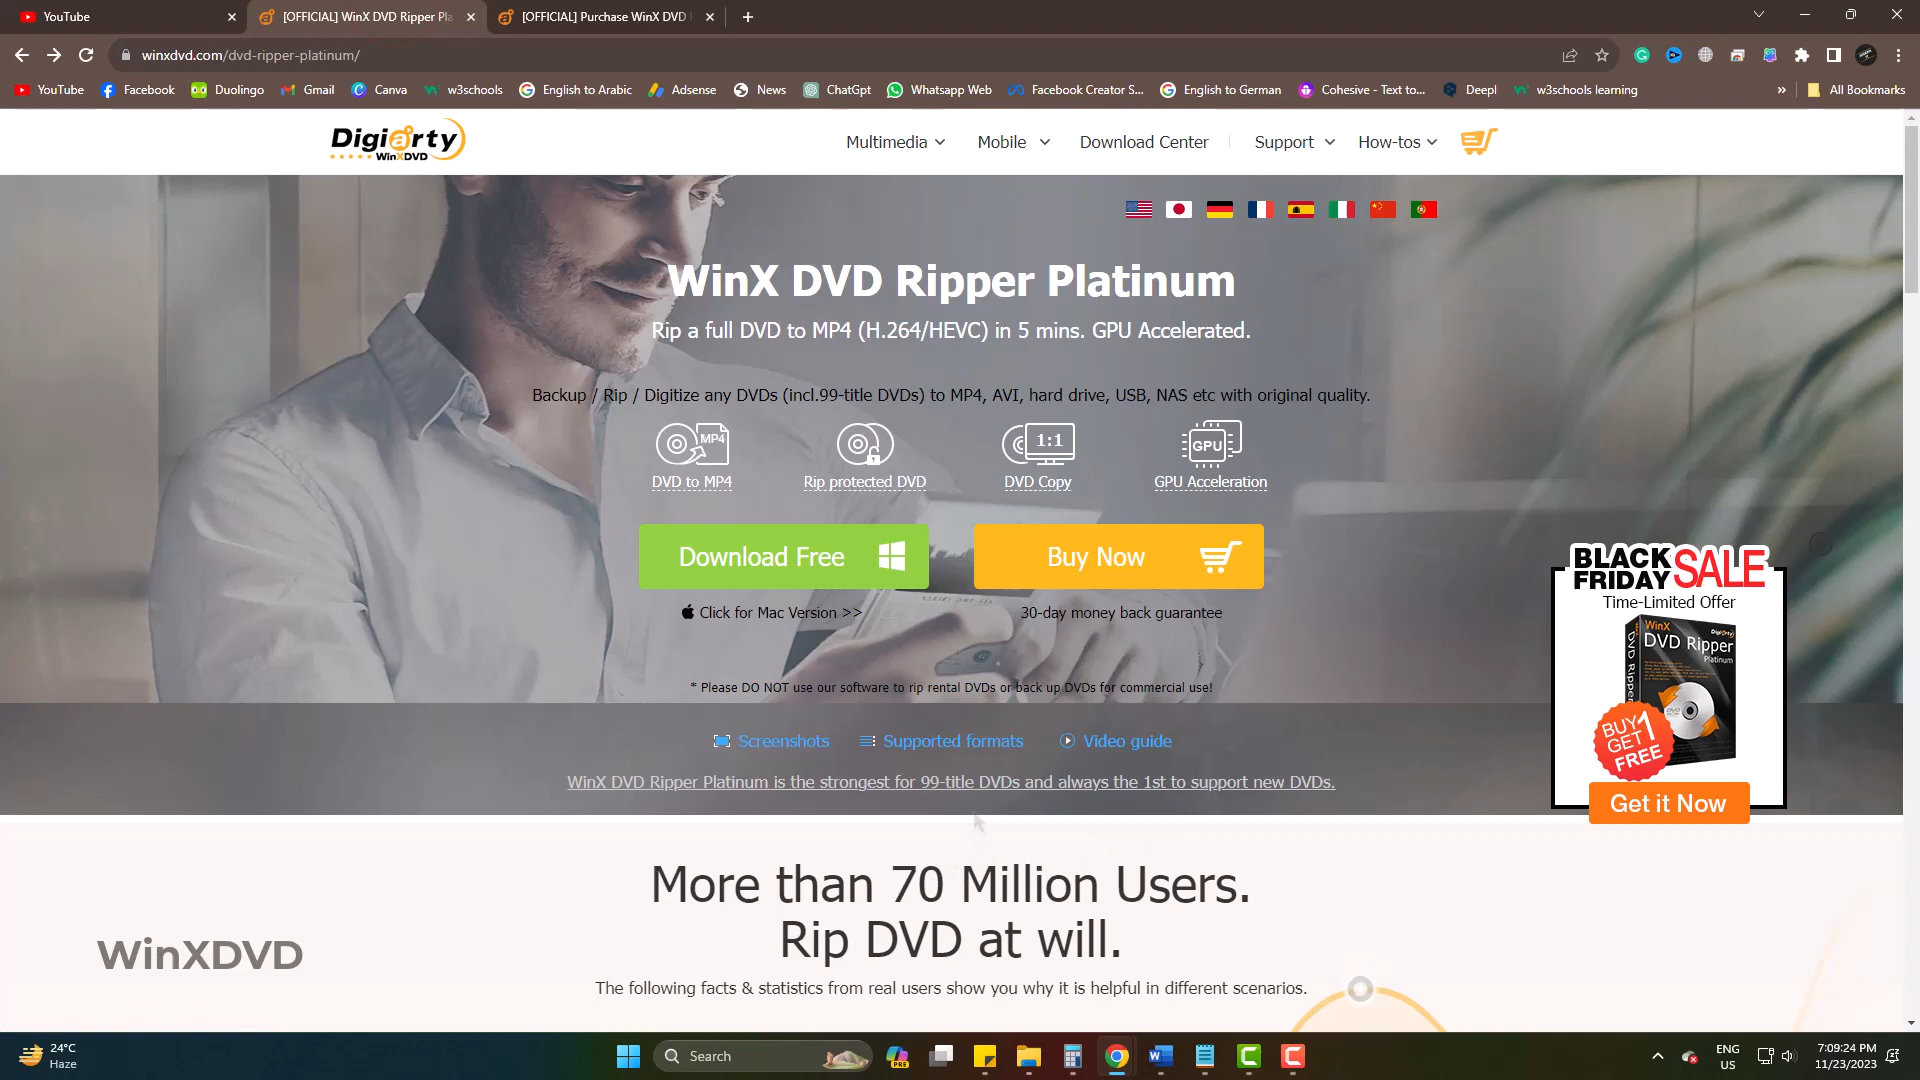 YouTube
[OFFICIAL] WinX DVD Ripper Pla
[OFFICIAL] Purchase WinX DVD
winxdvd.com/dvd-ripper-platinum/
YouTube Facebook Duolingo Gmail Canva w3schools English to Arabic Adsense News ChatGpt Whatsapp Web Facebook Creator S... English to German Cohesive - Text to... Deepl w3schools learning » All Bookmarks
Digiarty
WinXDVD
Multimedia Mobile Download Center Support How-tos
WinX DVD Ripper Platinum
Rip a full DVD to MP4 (H.264/HEVC) in 5 mins. GPU Accelerated.
Backup / Rip / Digitize any DVDs (incl.99-title DVDs) to MP4, AVI, hard drive, USB, NAS etc with original quality.
MP4 1:1 GPU
DVD to MP4 Rip protected DVD DVD Copy GPU Acceleration
Download Free Buy Now
Click for Mac Version >> 30-day money back guarantee
* Please DO NOT use our software to rip rental DVDs or back up DVDs for commercial use!
Screenshots Supported formats Video guide
WinX DVD Ripper Platinum is the strongest for 99-title DVDs and always the 1st to support new DVDs.
BLACK FRIDAY SALE
Time-Limited Offer
WinX Digiarty
DVD Ripper
Platinum
BUY 1
GET 1
FREE
Get it Now
More than 70 Million Users.
Rip DVD at will.
WinXDVD
The following facts & statistics from real users show you why it is helpful in different scenarios.
24°C
Haze
Search
PRE
ENG
US
7:09:24 PM
11/23/2023